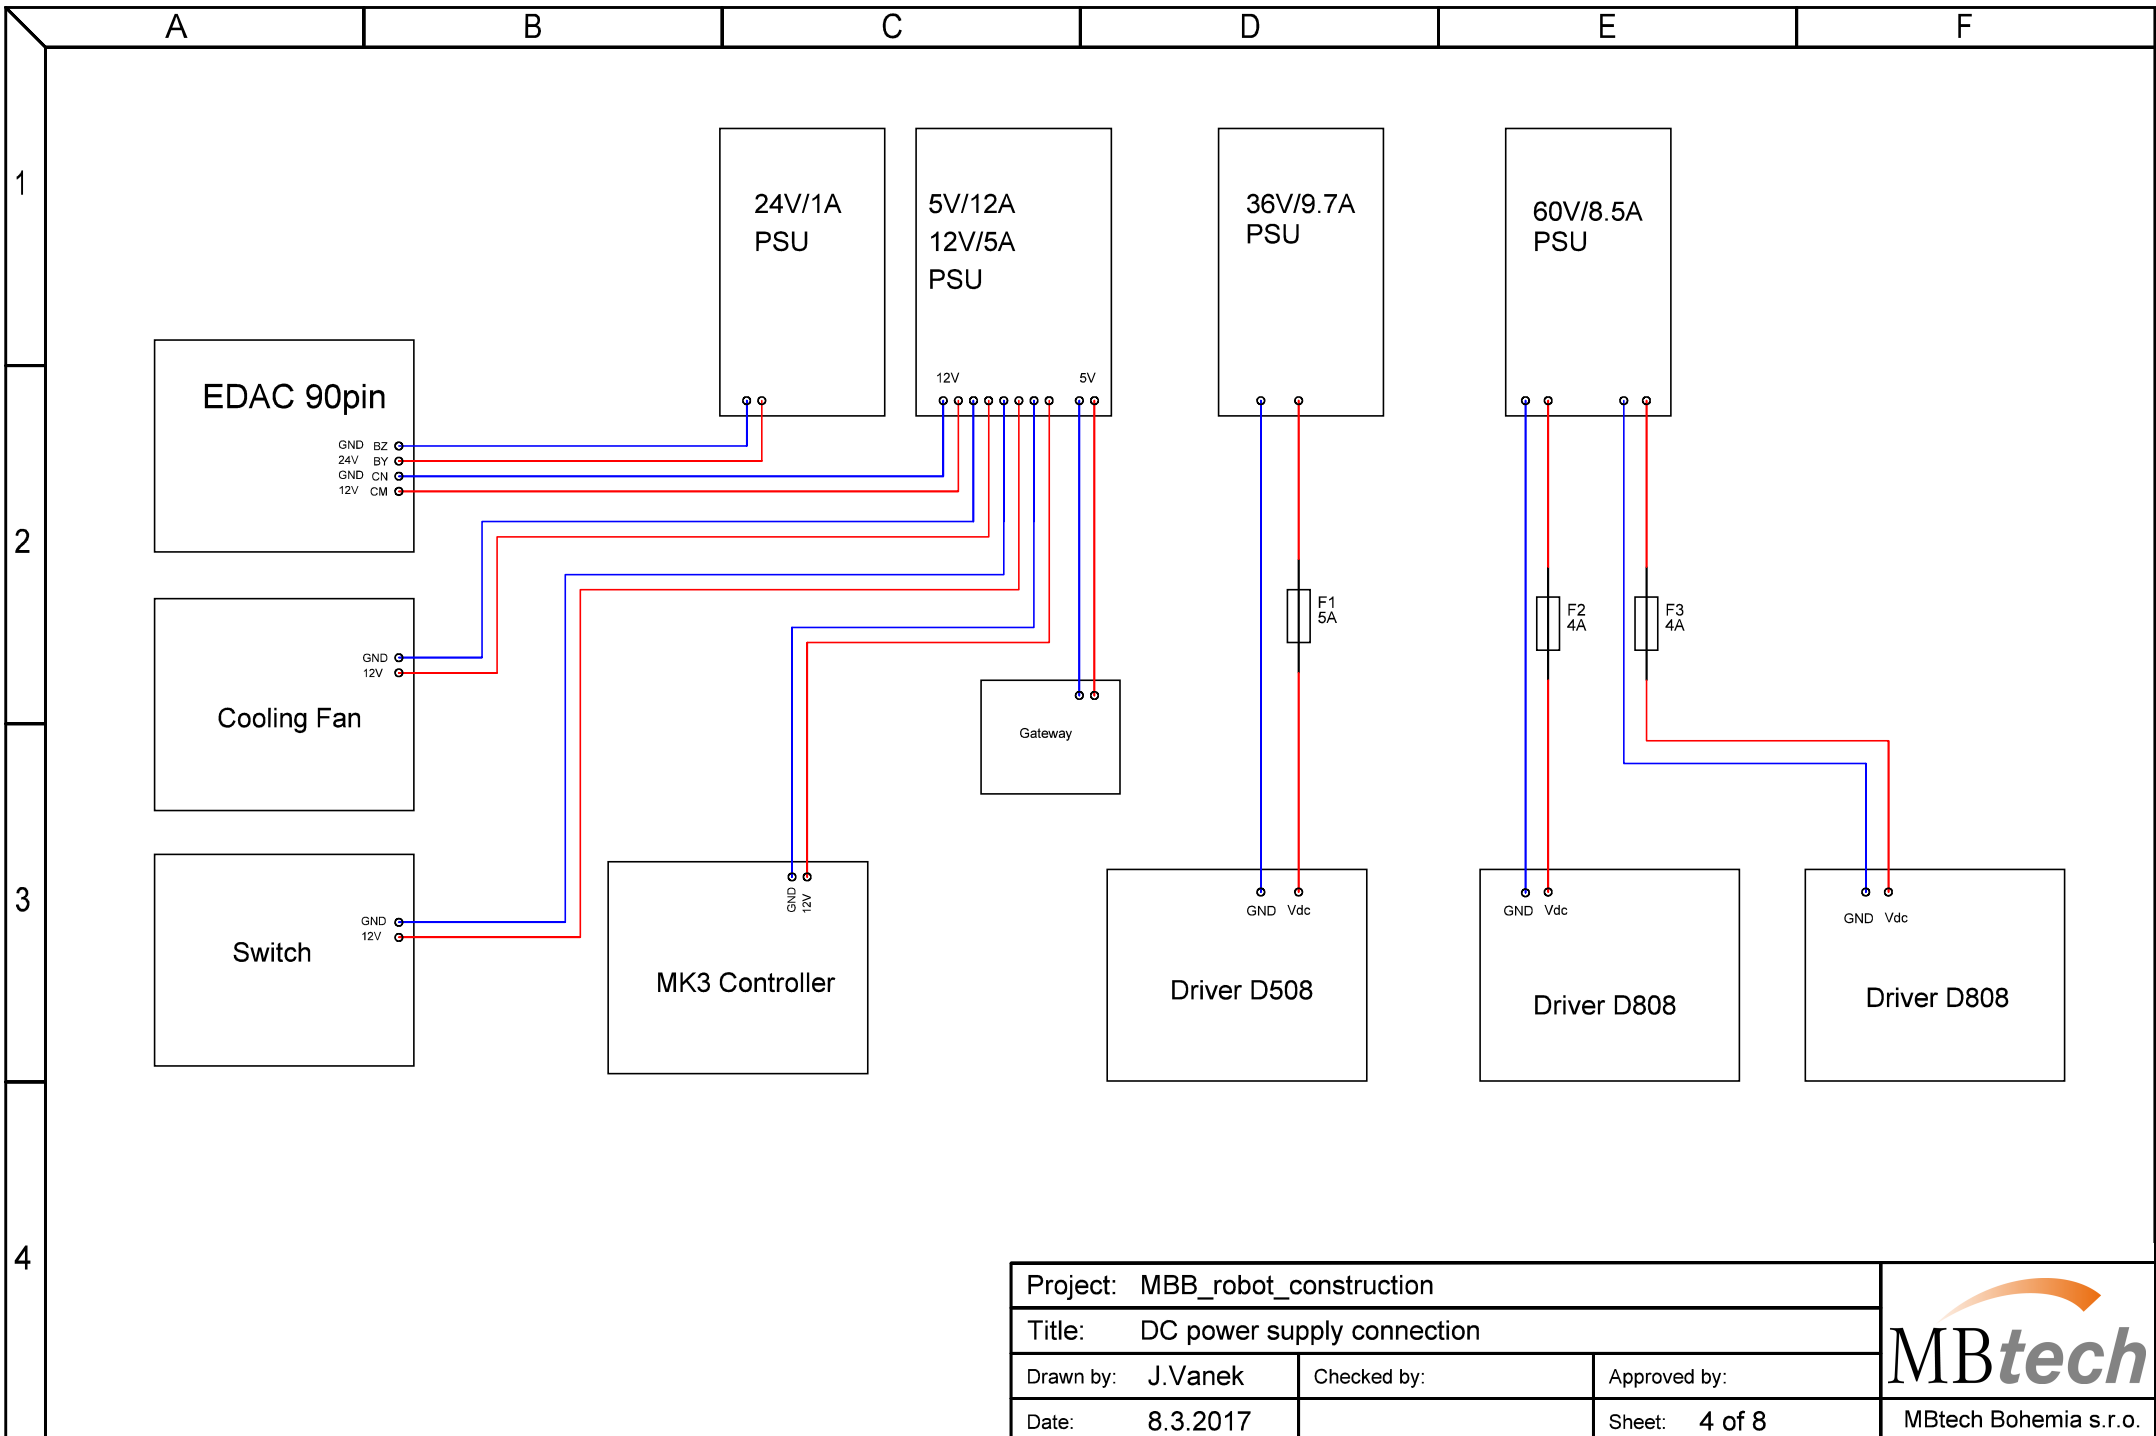 A
B
C
D
E
F
1
2
3
4
24V/1A
PSU
5V/12A
12V/5A
PSU
12V
5V
36V/9.7A
PSU
60V/8.5A
PSU
EDAC 90pin
GND BZ
24V BY
GND CN
12V CM
F1
5A
F2
4A
F3
4A
GND
12V
Cooling Fan
Gateway
GND
12V
Switch
GND
12V
MK3 Controller
GND Vdc
Driver D508
GND Vdc
Driver D808
GND Vdc
Driver D808
Project: MBB_robot_construction
Title: DC power supply connection
Drawn by: J.Vanek
Checked by:
Approved by:
Date: 8.3.2017
Sheet: 4 of 8
MBtech
MBtech Bohemia s.r.o.